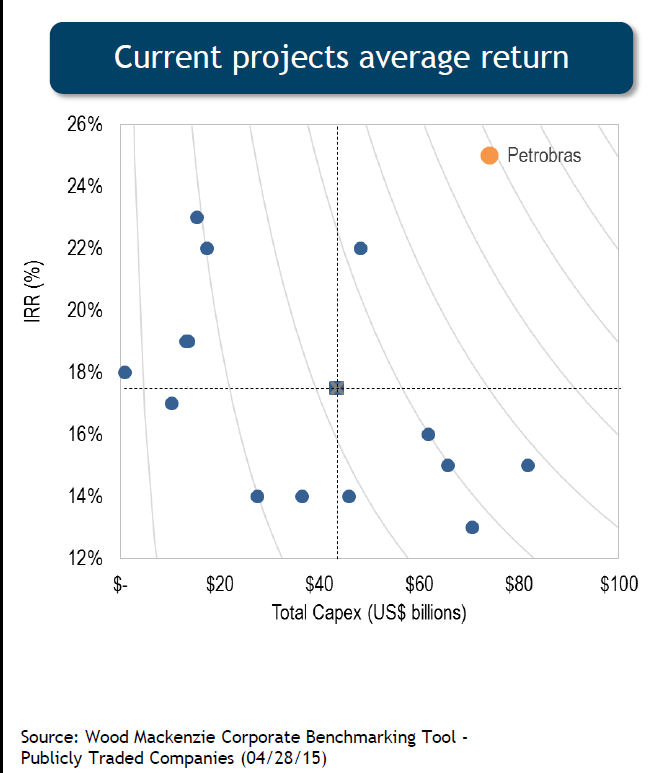 Current projects average return
26%
Petrobras
24%
22%
20%
IRR (%)
18%
16%
14%
12%
$-
$20
$40
$60
$80
$100
Total Capex (US$ billions)
Source: Wood Mackenzie Corporate Benchmarking Tool -
Publicly Traded Companies (04/28/15)